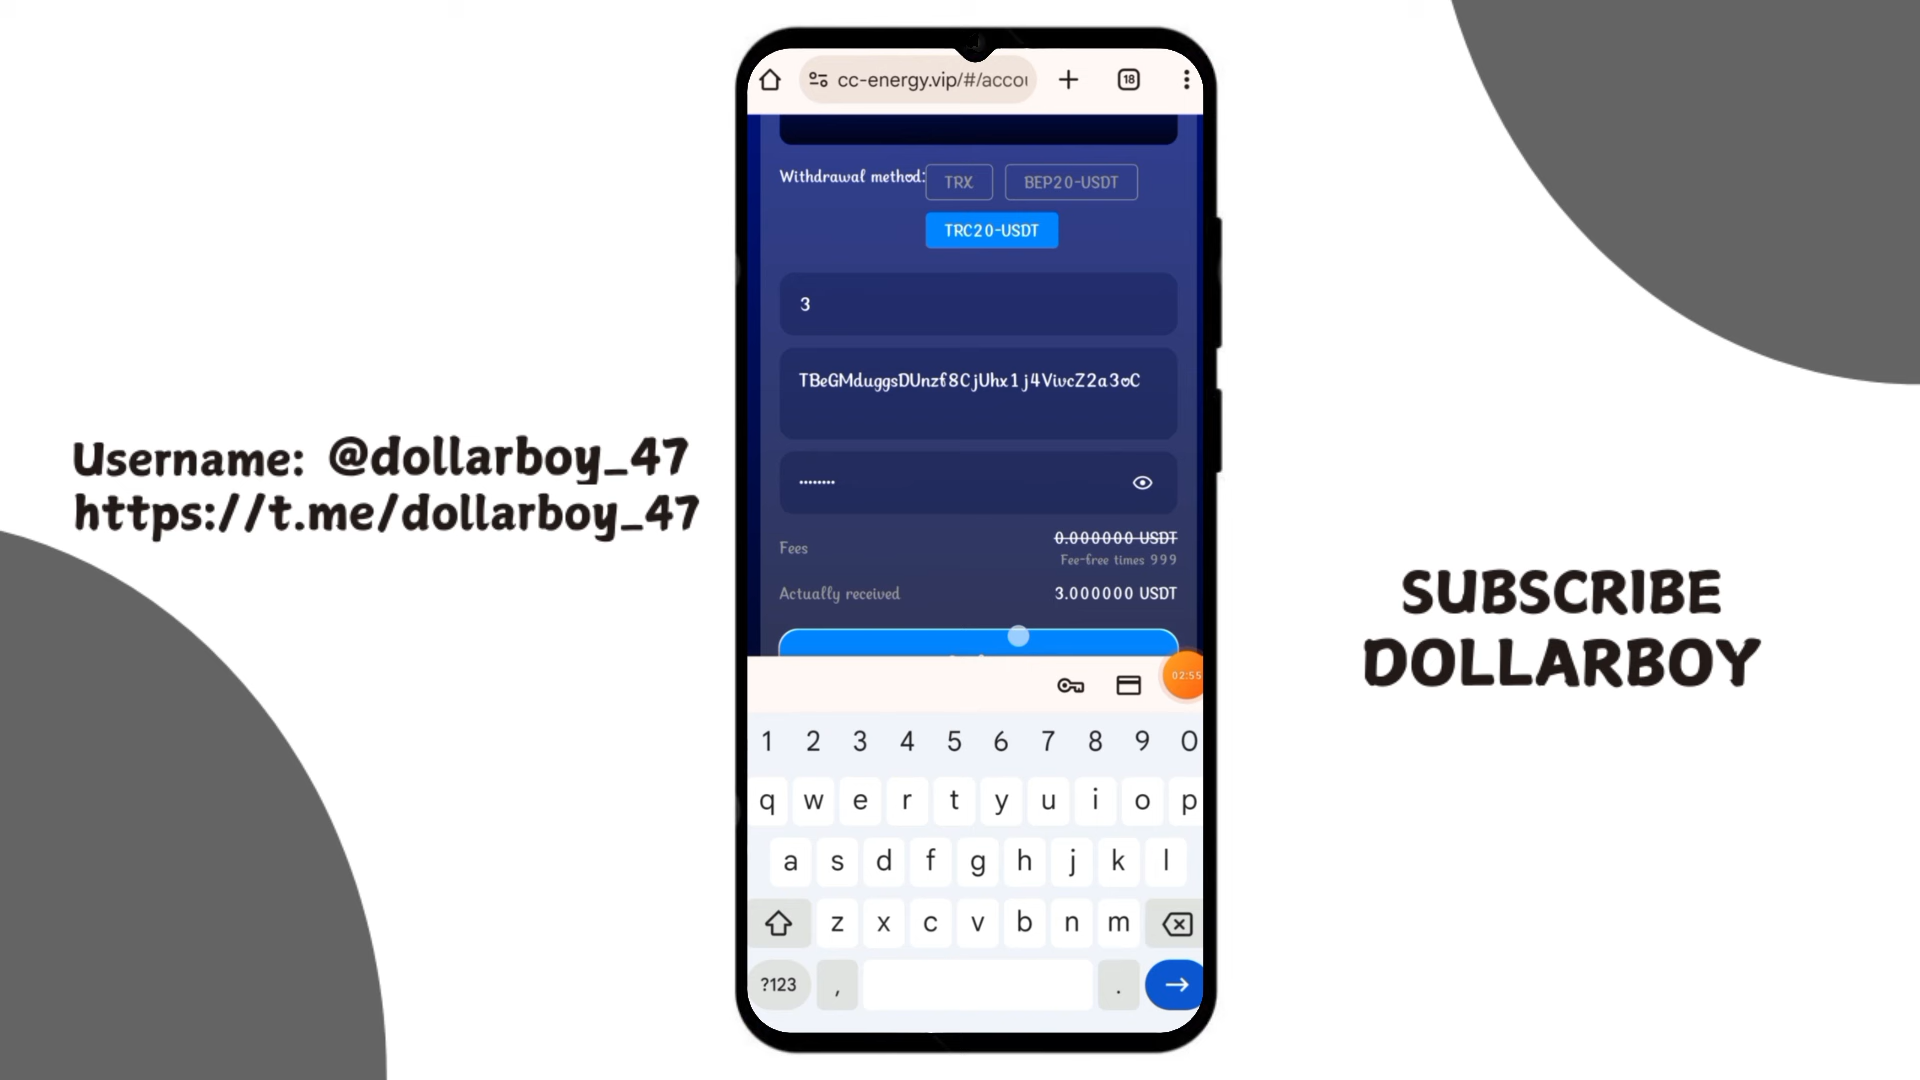 cc-energy.vip/#/accou
18
Withdrawal method:
TRX
BEP20-USDT
TRC20-USDT
3
TBeGMduggsDUnzf8CjUhx1j4VivcZ2a3oC
Fees
0.000000 USDT
Fee-free times 999
Actually received
3.000000 USDT
02:55
1 2 3 4 5 6 7 8 9 0
q w e r t y u i o p
a s d f g h j k l
z x c v b n m
?123 , .
Username: @dollarboy_47
https://t.me/dollarboy_47
SUBSCRIBE
DOLLARBOY